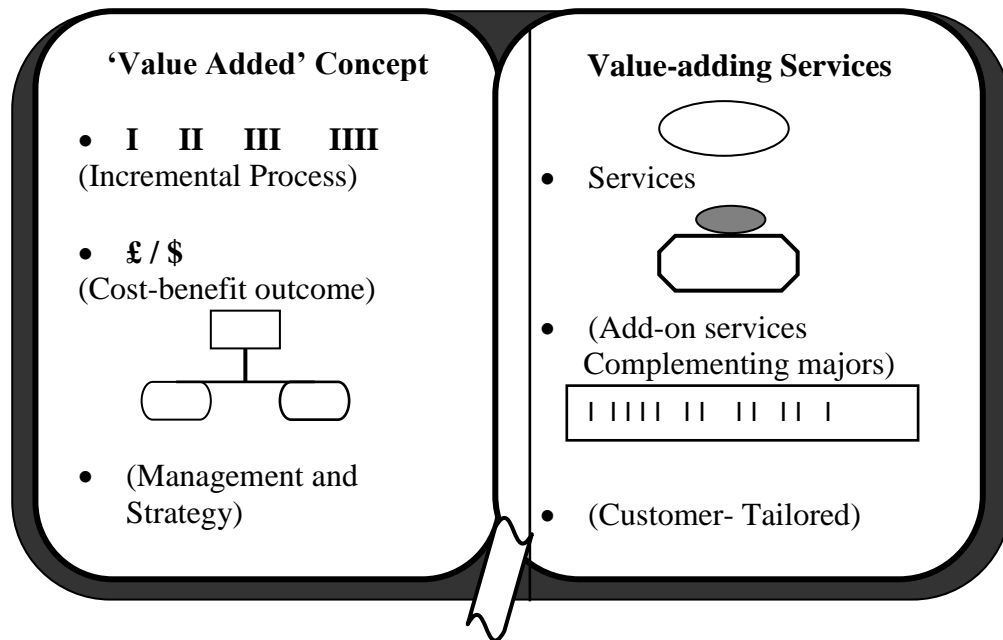 ‘Value Added’ Concept
• I II III IIII
(Incremental Process)
• £ / $
(Cost-benefit outcome)
• (Management and
Strategy)
Value-adding Services
• Services
• (Add-on services
Complementing majors)
I I I I I I I I I I I I
• (Customer- Tailored)